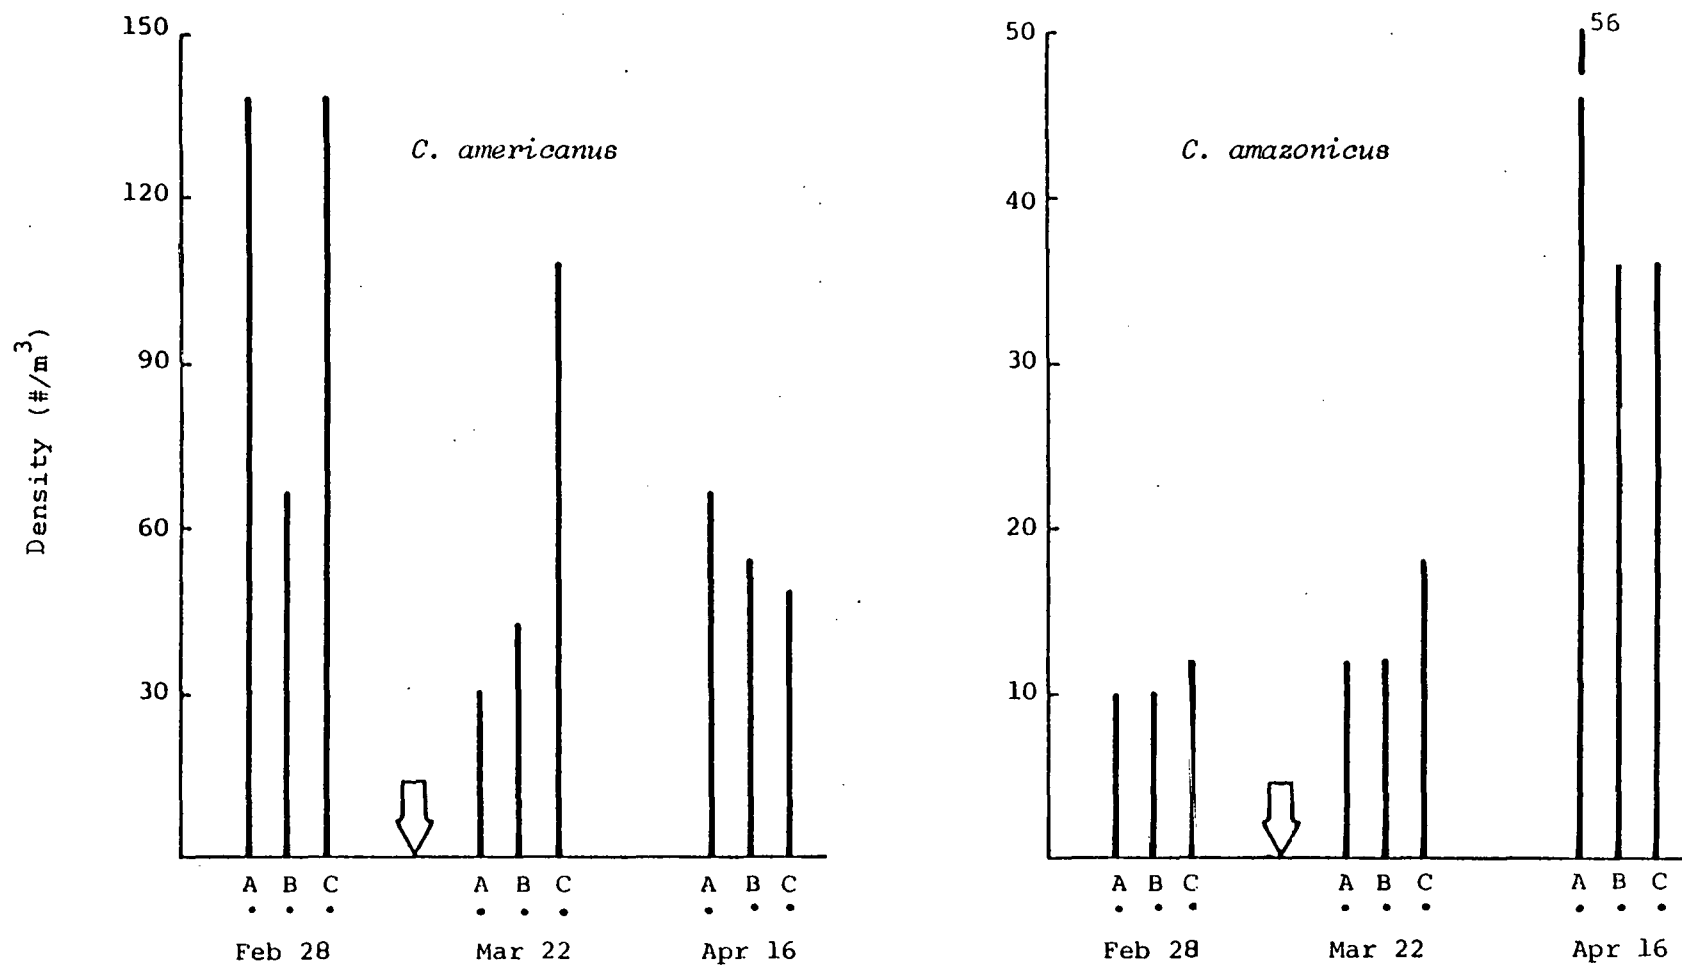 Density (#/m³)
150
120
90
60
30
C. americanus
A B C
Feb 28
A B C
Mar 22
A B C
Apr 16
50
40
30
20
10
56
C. amazonicus
A B C
Feb 28
A B C
Mar 22
A B C
Apr 16